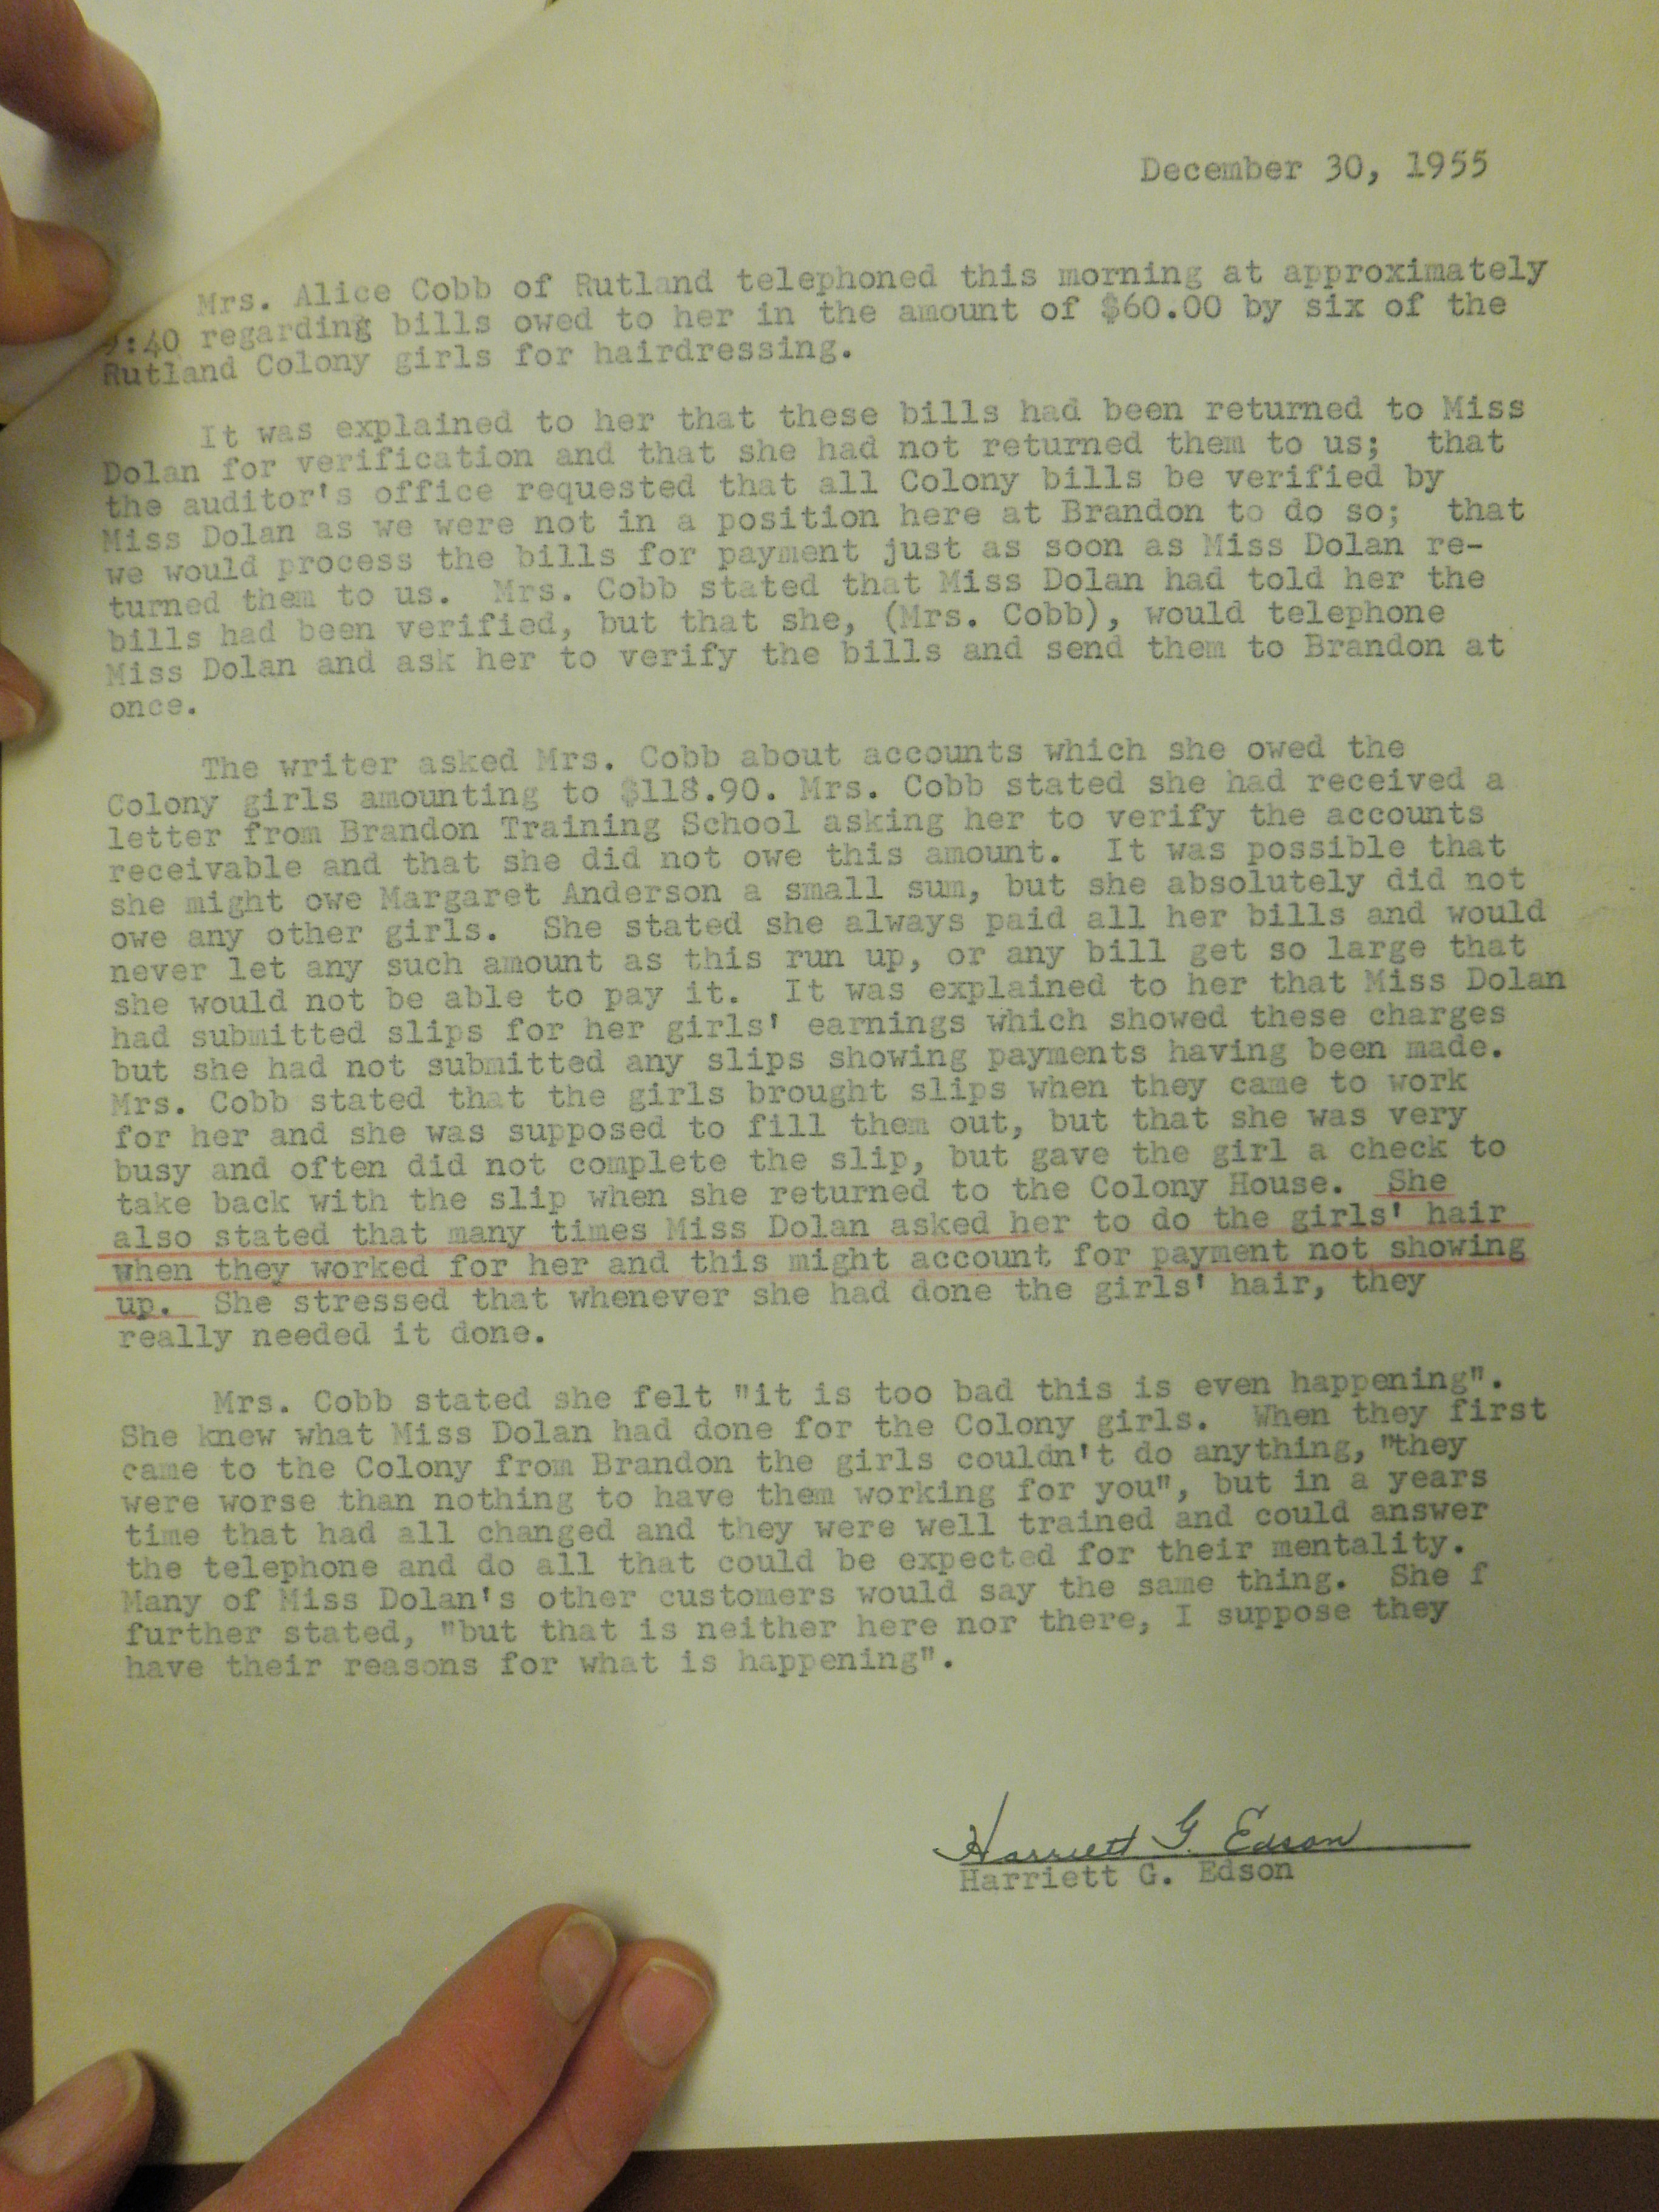 December 30, 1955
Mrs. Alice Cobb of Rutland telephoned this morning at approximately
:40 regarding bills owed to her in the amount of $60.00 by six of the
Rutland Colony girls for hairdressing.
It was explained to her that these bills had been returned to Miss
Dolan for verification and that she had not returned them to us; that
the auditor's office requested that all Colony bills be verified by
Miss Dolan as we were not in a position here at Brandon to do so; that
we would process the bills for payment just as soon as Miss Dolan re-
turned them to us. Mrs. Cobb stated that Miss Dolan had told her the
bills had been verified, but that she, (Mrs. Cobb), would telephone
Miss Dolan and ask her to verify the bills and send them to Brandon at
once.
The writer asked Mrs. Cobb about accounts which she owed the
Colony girls amounting to $118.90. Mrs. Cobb stated she had received a
letter from Brandon Training School asking her to verify the accounts
receivable and that she did not owe this amount. It was possible that
she might owe Margaret Anderson a small sum, but she absolutely did not
owe any other girls. She stated she always paid all her bills and would
never let any such amount as this run up, or any bill get so large that
she would not be able to pay it. It was explained to her that Miss Dolan
had submitted slips for her girls' earnings which showed these charges
but she had not submitted any slips showing payments having been made.
Mrs. Cobb stated that the girls brought slips when they came to work
for her and she was supposed to fill them out, but that she was very
busy and often did not complete the slip, but gave the girl a check to
take back with the slip when she returned to the Colony House. She
also stated that many times Miss Dolan asked her to do the girls' hair
when they worked for her and this might account for payment not showing
up. She stressed that whenever she had done the girls' hair, they
really needed it done.
Mrs. Cobb stated she felt "it is too bad this is even happening".
She knew what Miss Dolan had done for the Colony girls. When they first
came to the Colony from Brandon the girls couldn't do anything, "they
were worse than nothing to have them working for you", but in a years
time that had all changed and they were well trained and could answer
the telephone and do all that could be expected for their mentality.
Many of Miss Dolan's other customers would say the same thing. She f
further stated, "but that is neither here nor there, I suppose they
have their reasons for what is happening".
Harriett G. Edson
Harriett G. Edson